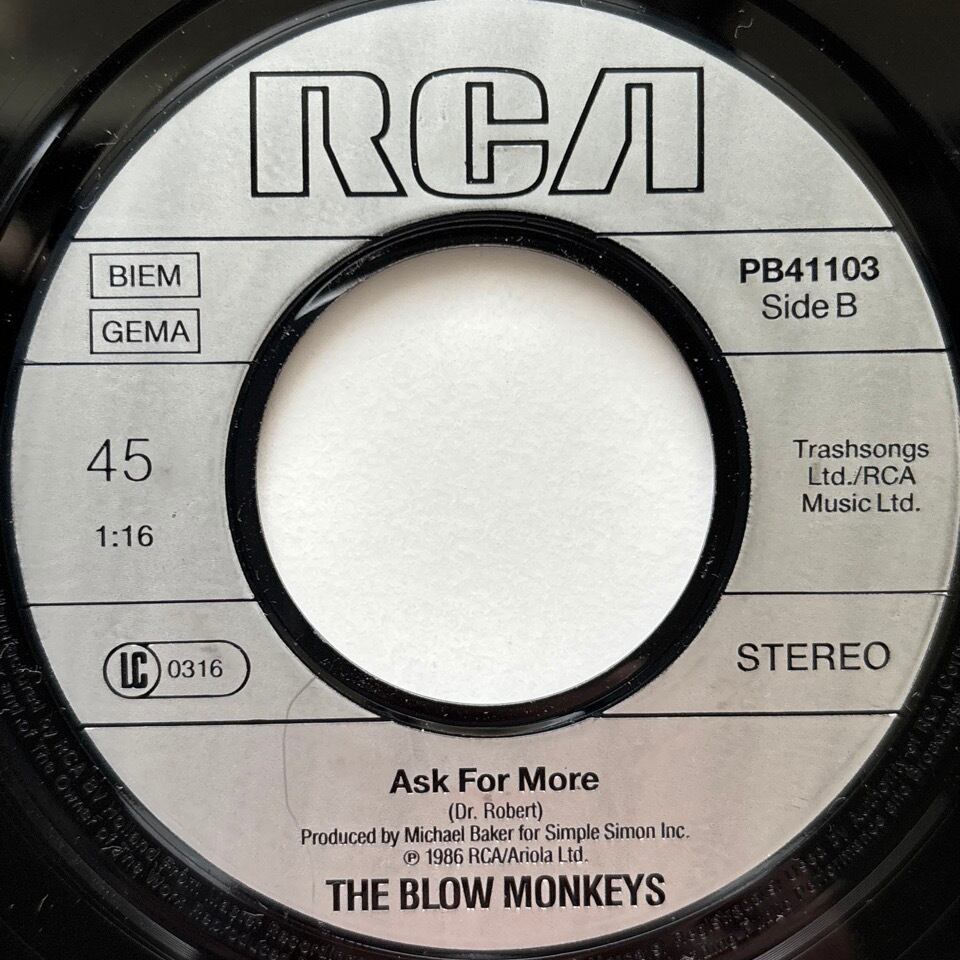 RCA
BIEM
GEMA
PB41103
Side B
45
1:16
Trashsongs
Ltd./RCA
Music Ltd.
LC 0316
STEREO
Ask For More
(Dr. Robert)
Produced by Michael Baker for Simple Simon Inc.
℗ 1986 RCA/Ariola Ltd.
THE BLOW MONKEYS